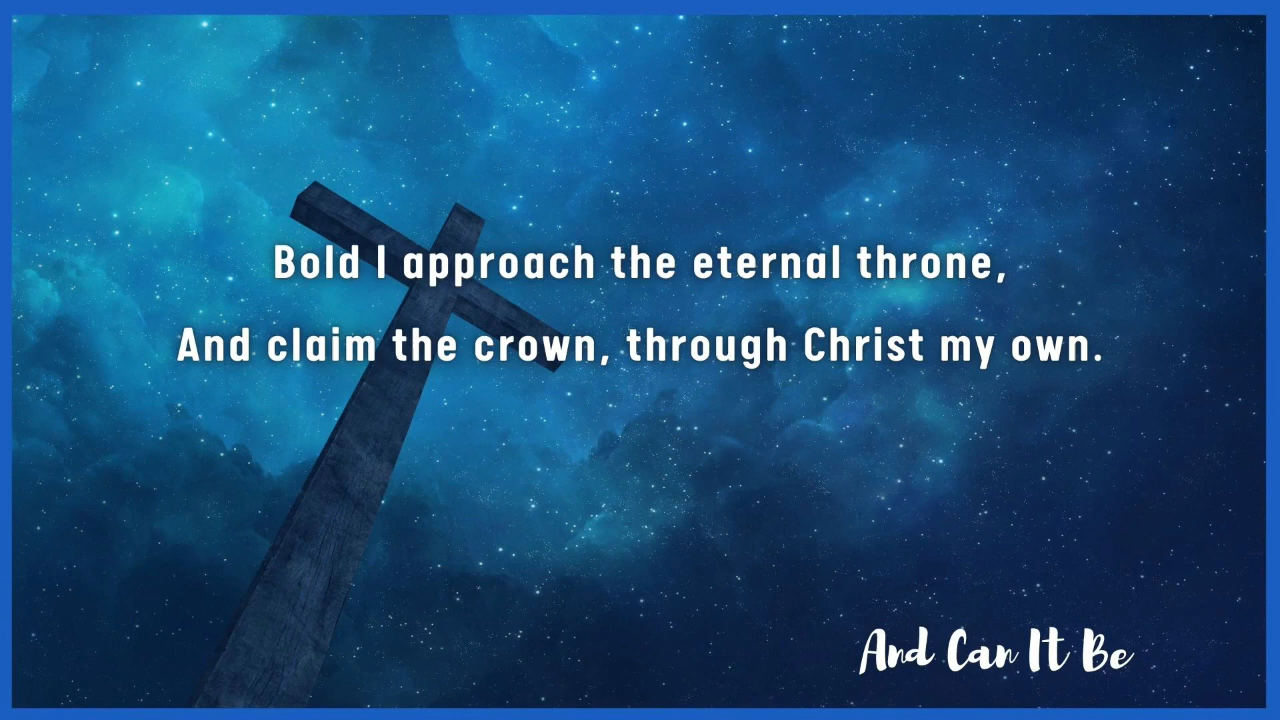 Bold I approach the eternal throne,
And claim the crown, through Christ my own.
And Can It Be